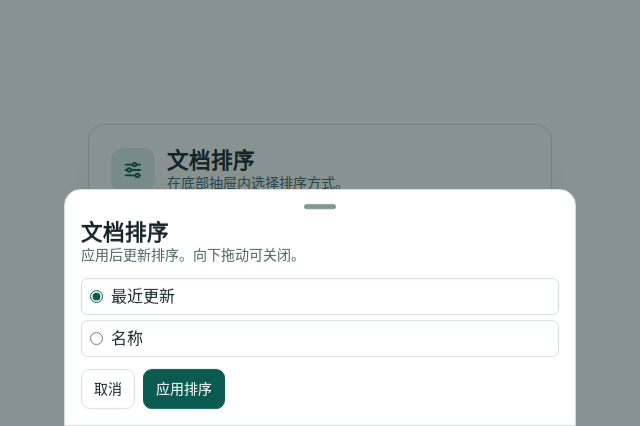 文档排序
在底部抽屉内选择排序方式。
文档排序
应用后更新排序。向下拖动可关闭。
最近更新
名称
取消
应用排序